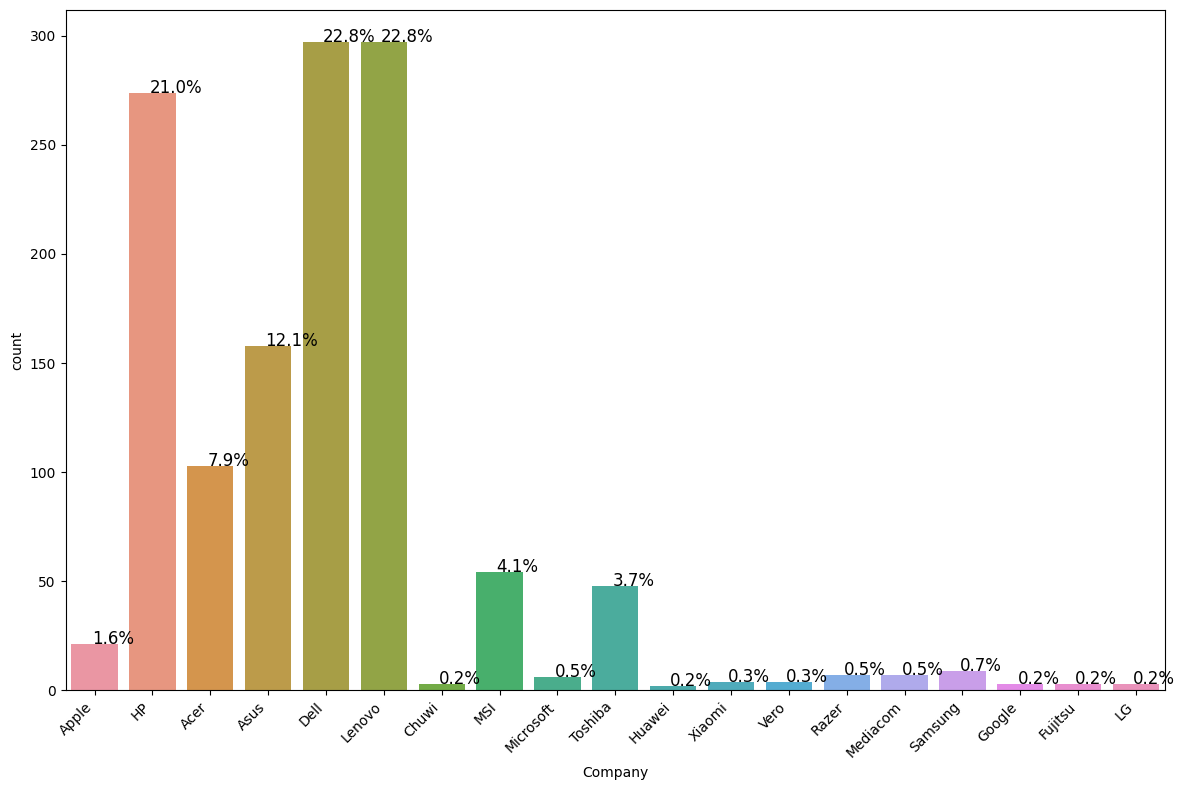 300
250
200
150
100
50
0
count
1.6%
21.0%
7.9%
12.1%
22.8%
22.8%
0.2%
4.1%
0.5%
3.7%
0.2%
0.3%
0.3%
0.5%
0.5%
0.7%
0.2%
0.2%
0.2%
Apple
HP
Acer
Asus
Dell
Lenovo
Chuwi
MSI
Microsoft
Toshiba
Huawei
Xiaomi
Vero
Razer
Mediacom
Samsung
Google
Fujitsu
LG
Company